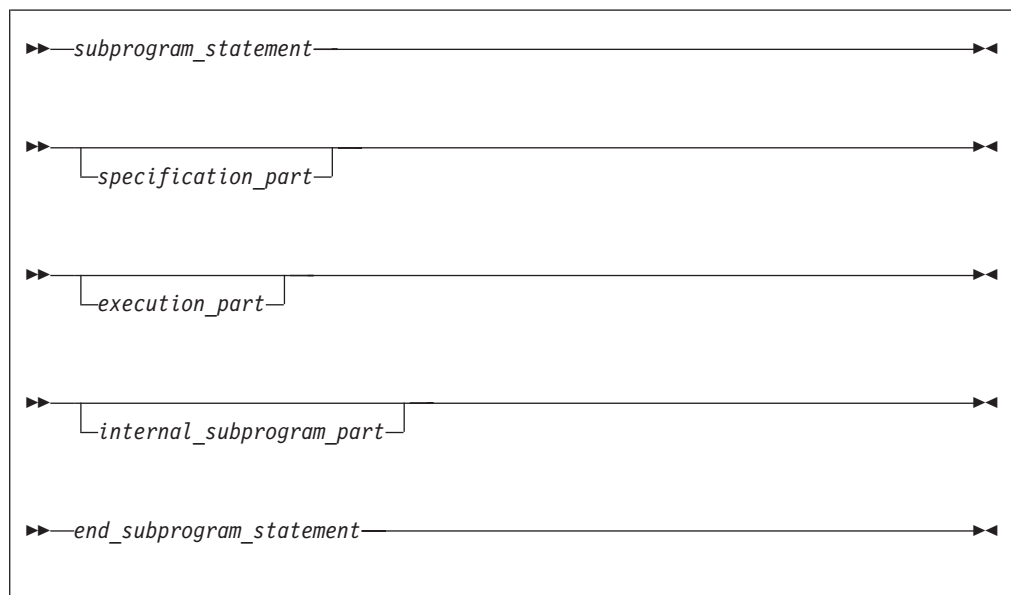 subprogram_statement
specification_part
execution_part
internal_subprogram_part
end_subprogram_statement